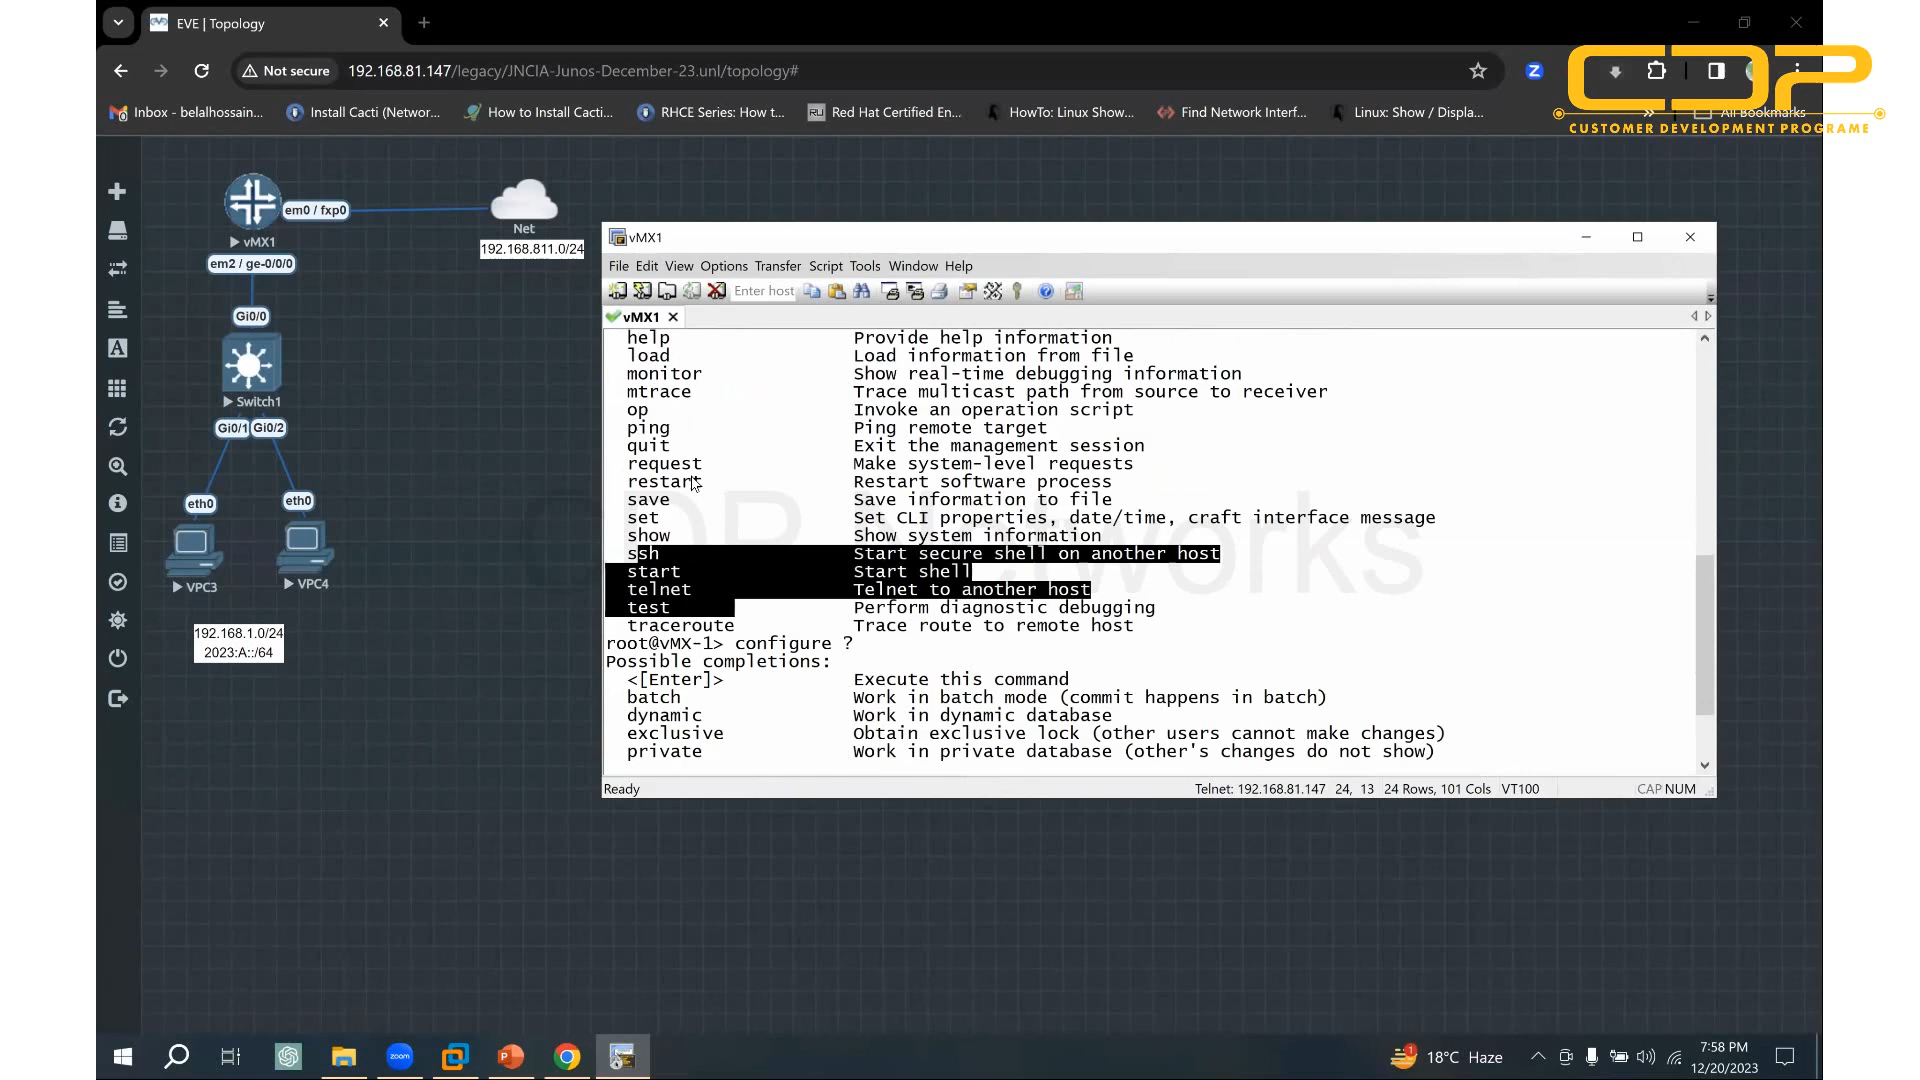 EVE | Topology
Not secure
192.168.81.147/legacy/JNCIA-Junos-December-23.unl/topology#
Inbox - belalhossain...
Install Cacti (Networ...
How to Install Cacti...
RHCE Series: How t...
RU
Red Hat Certified En...
HowTo: Linux Show...
Find Network Interf...
Linux: Show / Displa...
All Bookmarks
CDP
CUSTOMER DEVELOPMENT PROGRAME
em0 / fxp0
vMX1
Net
192.168.811.0/24
em2 / ge-0/0/0
Gi0/0
Switch1
Gi0/1
Gi0/2
eth0
eth0
VPC3
VPC4
192.168.1.0/24
2023:A::/64
vMX1
File Edit View Options Transfer Script Tools Window Help
Enter host
vMX1
help Provide help information
load Load information from file
monitor Show real-time debugging information
mtrace Trace multicast path from source to receiver
op Invoke an operation script
ping Ping remote target
quit Exit the management session
request Make system-level requests
restart Restart software process
save Save information to file
set Set CLI properties, date/time, craft interface message
show Show system information
ssh Start secure shell on another host
start Start shell
telnet Telnet to another host
test Perform diagnostic debugging
traceroute Trace route to remote host
root@vMX-1> configure ?
Possible completions:
<[Enter]> Execute this command
batch Work in batch mode (commit happens in batch)
dynamic Work in dynamic database
exclusive Obtain exclusive lock (other users cannot make changes)
private Work in private database (other's changes do not show)
Ready
Telnet: 192.168.81.147 24, 13 24 Rows, 101 Cols VT100 CAP NUM
CDP Networks
zoom
1
18°C Haze
7:58 PM
12/20/2023